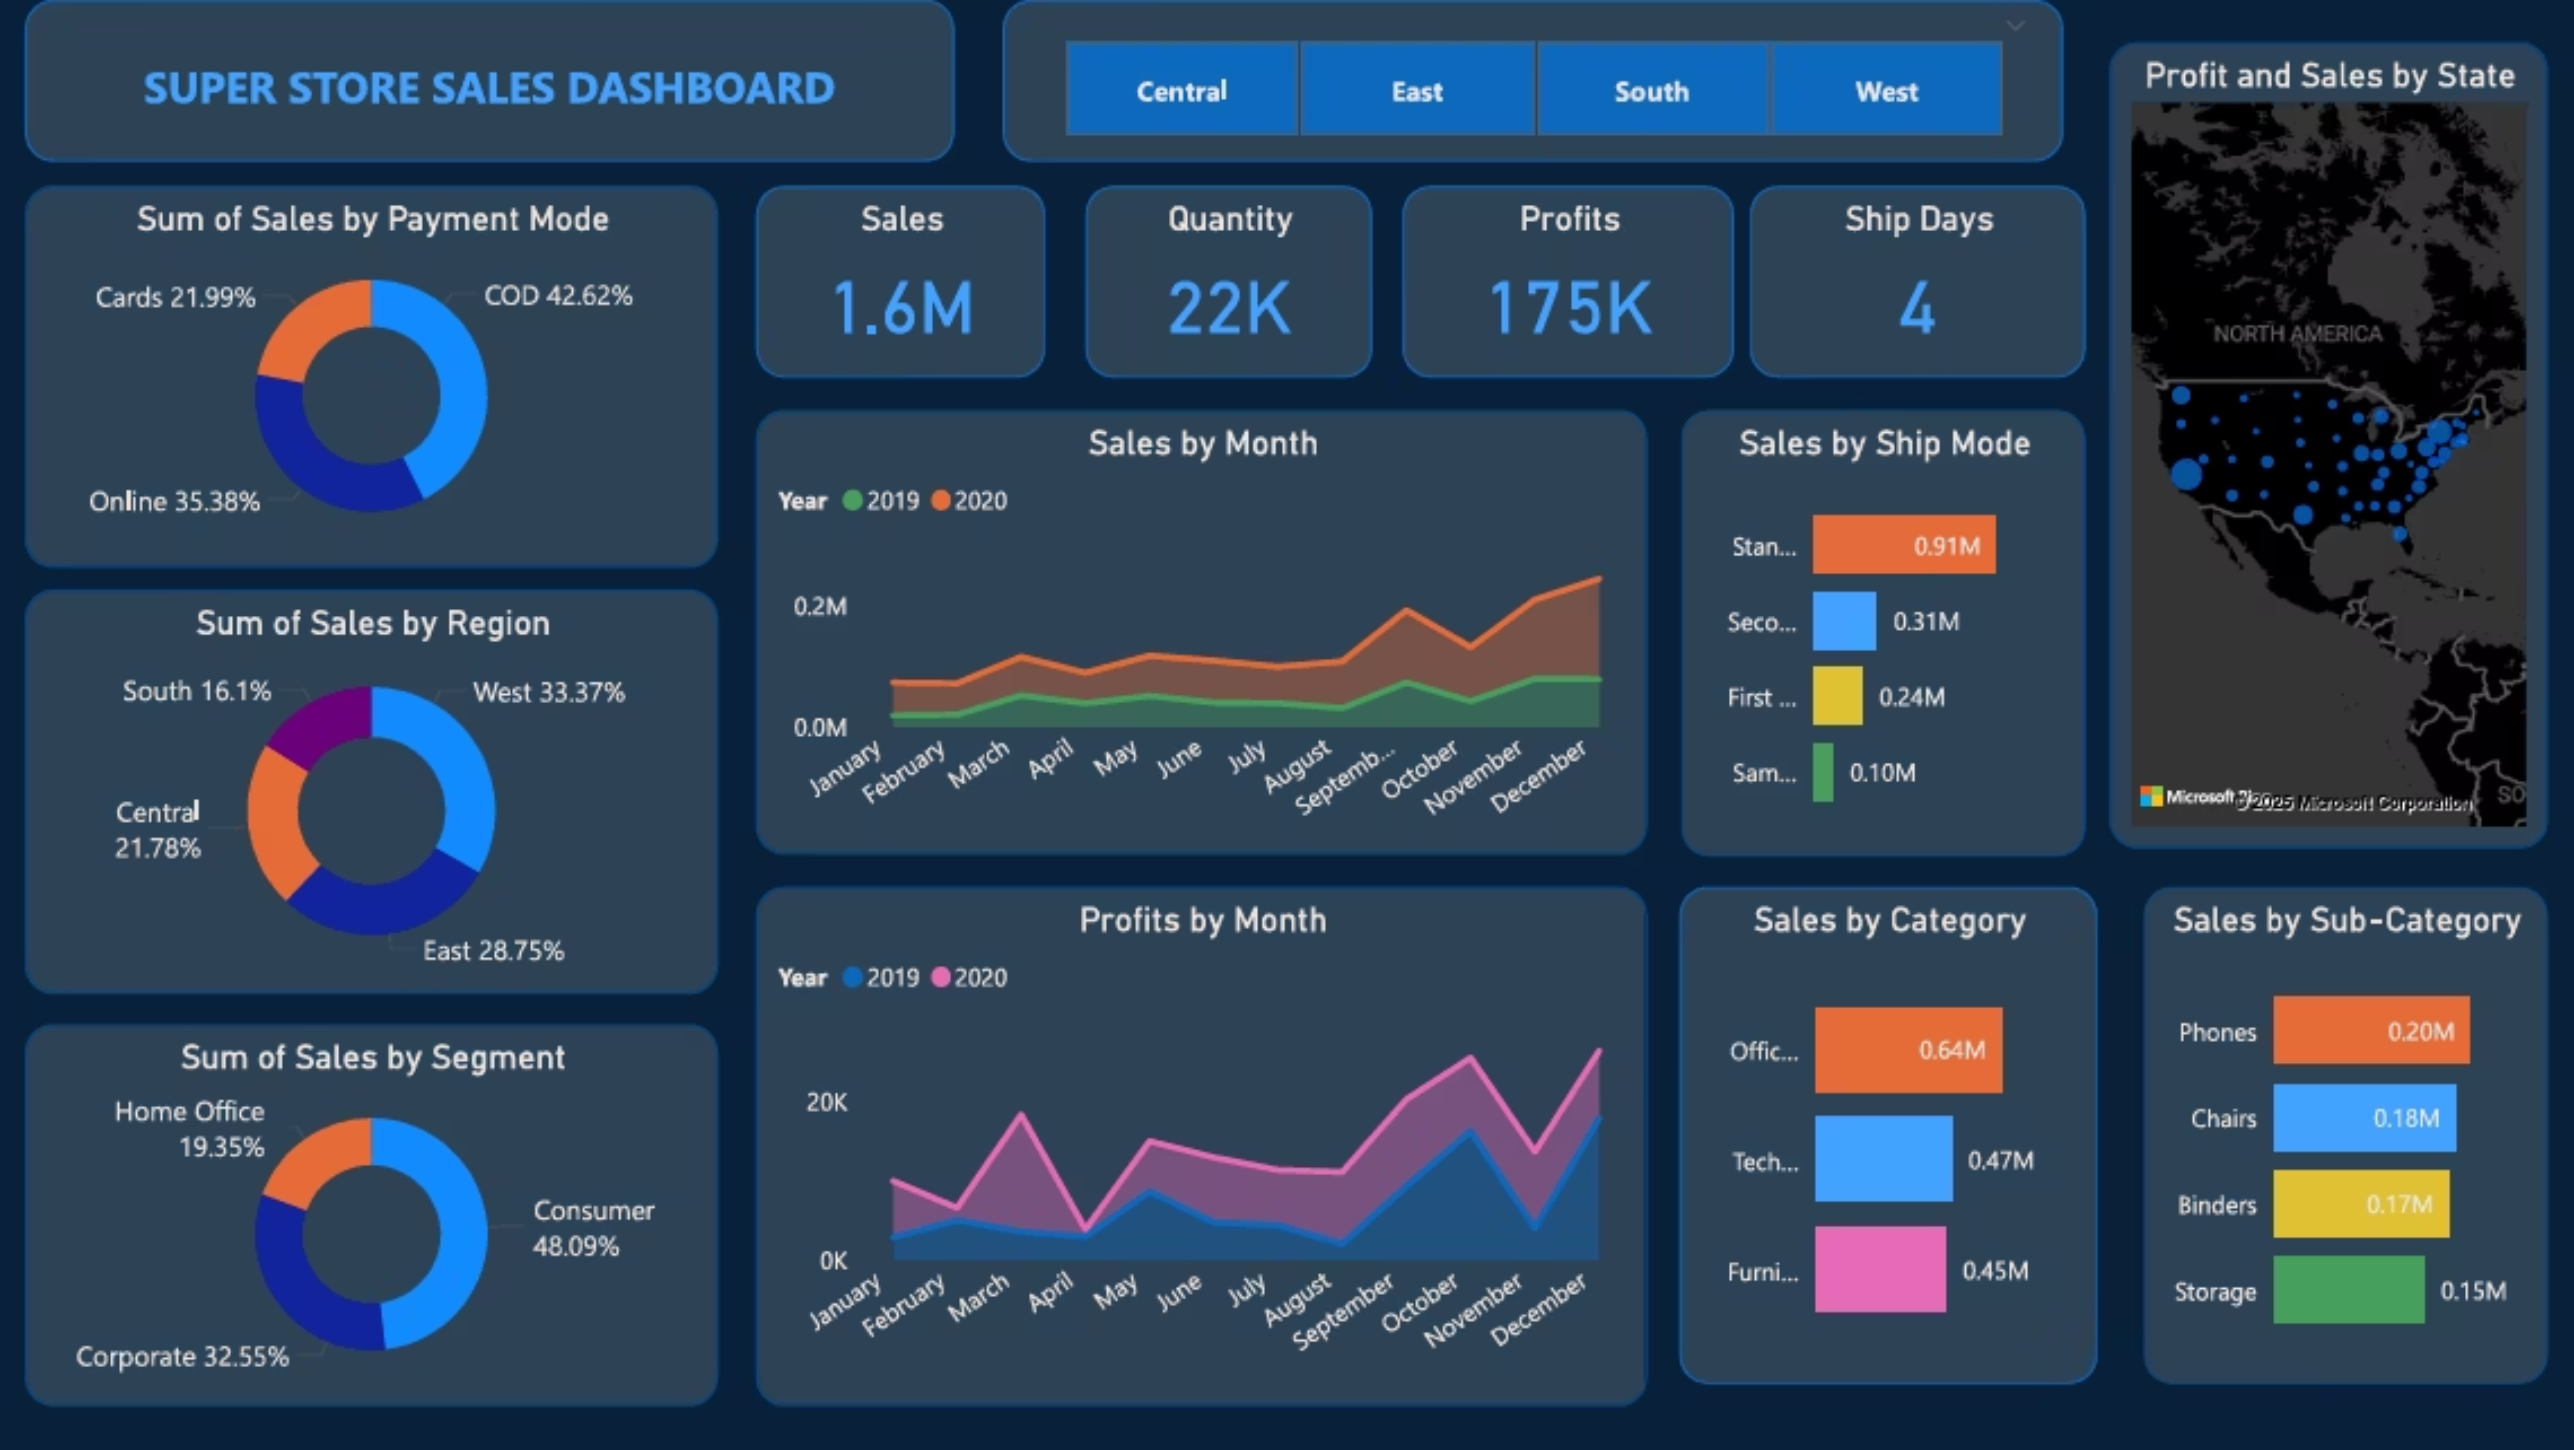 SUPER STORE SALES DASHBOARD
Central
East
South
West
Profit and Sales by State
NORTH AMERICA
Microsoft
© 2025 Microsoft Corporation
SO
Sum of Sales by Payment Mode
Cards 21.99%
COD 42.62%
Online 35.38%
Sales
1.6M
Quantity
22K
Profits
175K
Ship Days
4
Sales by Month
Year 2019 2020
0.2M
0.0M
January
February
March
April
May
June
July
August
Septemb...
October
November
December
Sales by Ship Mode
Stan... 0.91M
Seco... 0.31M
First ... 0.24M
Sam... 0.10M
Sum of Sales by Region
South 16.1%
West 33.37%
Central
21.78%
East 28.75%
Sum of Sales by Segment
Home Office
19.35%
Consumer
48.09%
Corporate 32.55%
Profits by Month
Year 2019 2020
20K
0K
January
February
March
April
May
June
July
August
September
October
November
December
Sales by Category
Offic... 0.64M
Tech... 0.47M
Furni... 0.45M
Sales by Sub-Category
Phones 0.20M
Chairs 0.18M
Binders 0.17M
Storage 0.15M